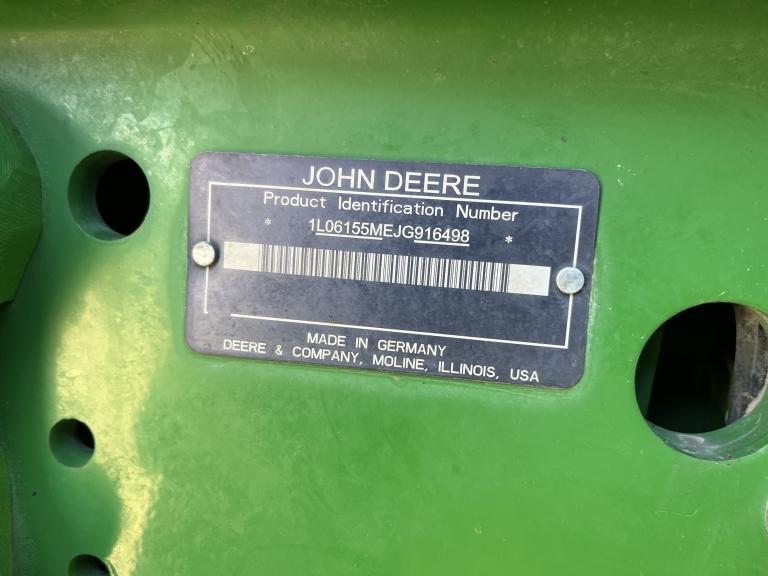 JOHN DEERE
Product Identification Number
* 1L06155MEJG916498 *
MADE IN GERMANY
DEERE & COMPANY, MOLINE, ILLINOIS, USA